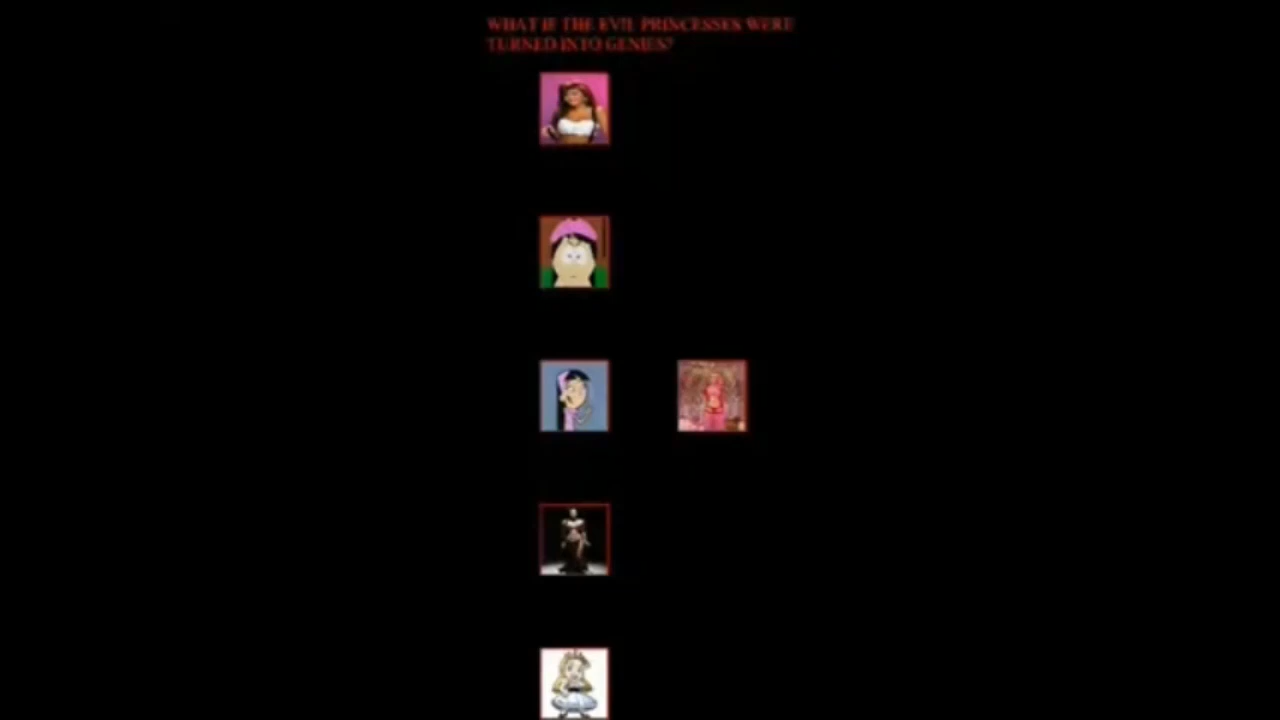 WHAT IF THE EVIL PRINCESSES WERE
TURNED INTO GENIES?